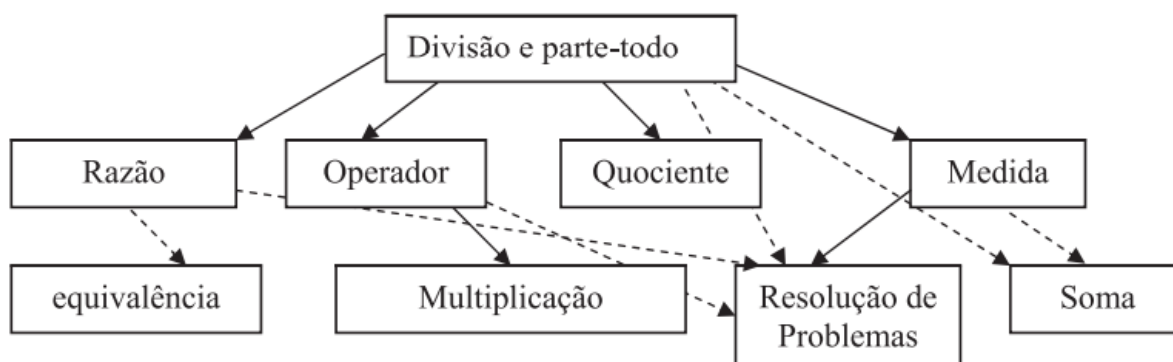 Divisão e parte-todo
Razão
Operador
Quociente
Medida
equivalência
Multiplicação
Resolução de
Problemas
Soma